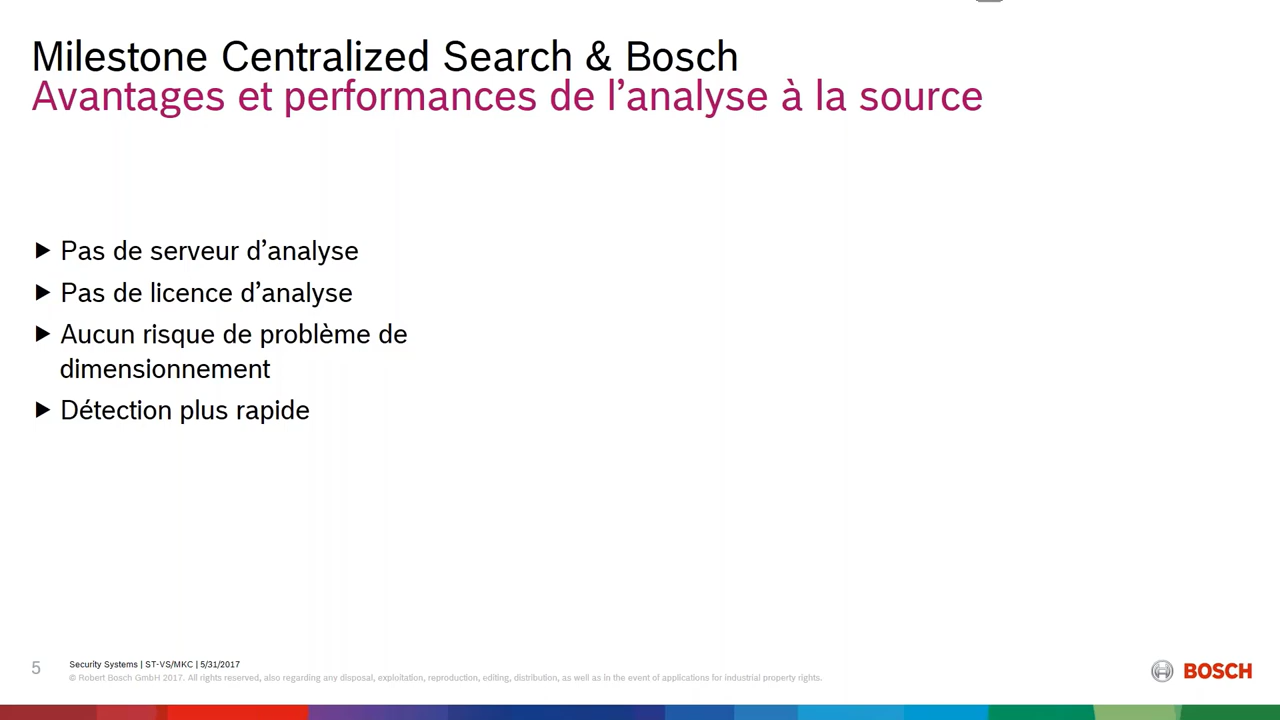 Milestone Centralized Search & Bosch
Avantages et performances de l’analyse à la source
Pas de serveur d’analyse
Pas de licence d’analyse
Aucun risque de problème de
dimensionnement
Détection plus rapide
5
Security Systems | ST-VS/MKC | 5/31/2017
© Robert Bosch GmbH 2017. All rights reserved, also regarding any disposal, exploitation, reproduction, editing, distribution, as well as in the event of applications for industrial property rights.
BOSCH